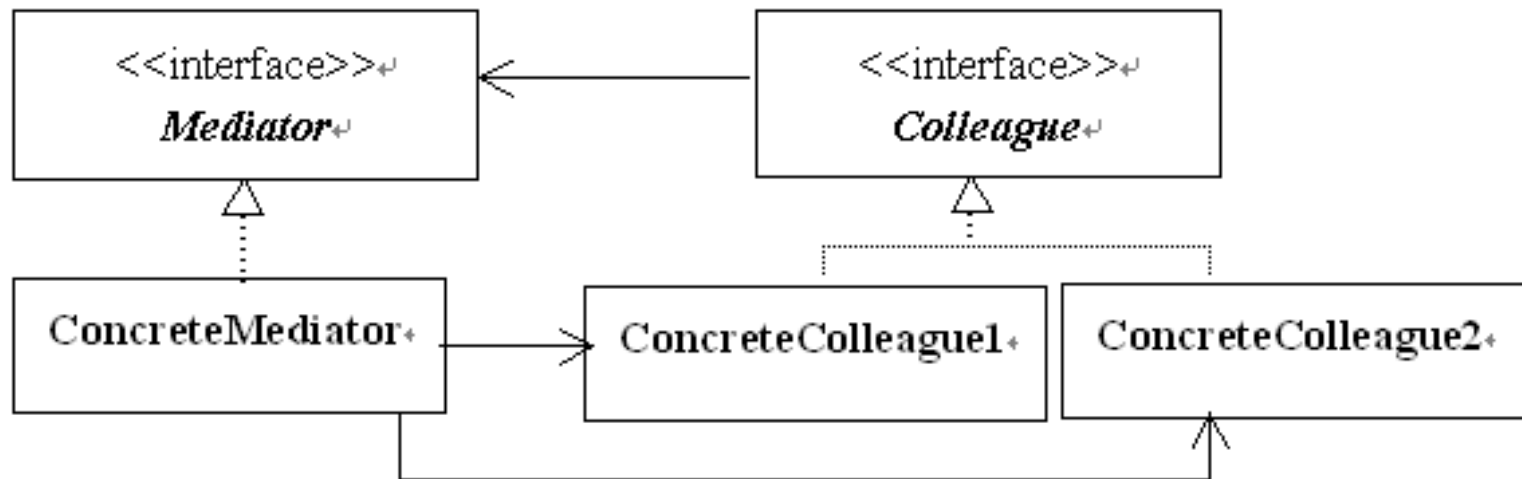 <<interface>>↵
Mediator↵
<<interface>>↵
Colleague↵
ConcreteMediator↵
ConcreteColleague1↵
ConcreteColleague2↵